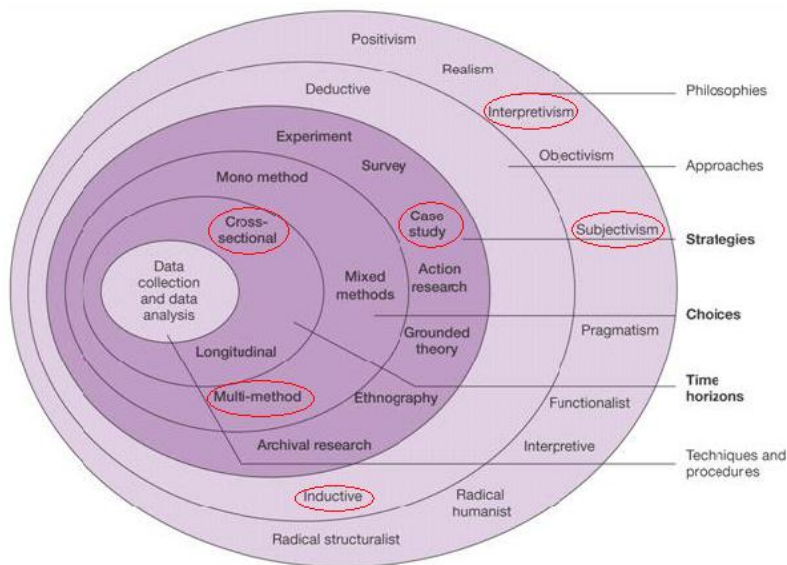 Positivism
Realism
Philosophies
Deductive
Interpretivism
Experiment
Objectivism
Approaches
Survey
Mono method
Cross-
sectional
Case
study
Subjectivism
Strategies
Data
collection
and data
analysis
Mixed
methods
Action
research
Choices
Grounded
theory
Pragmatism
Longitudinal
Time
horizons
Multi-method
Ethnography
Functionalist
Archival research
Interpretive
Techniques and
procedures
Inductive
Radical
humanist
Radical structuralist